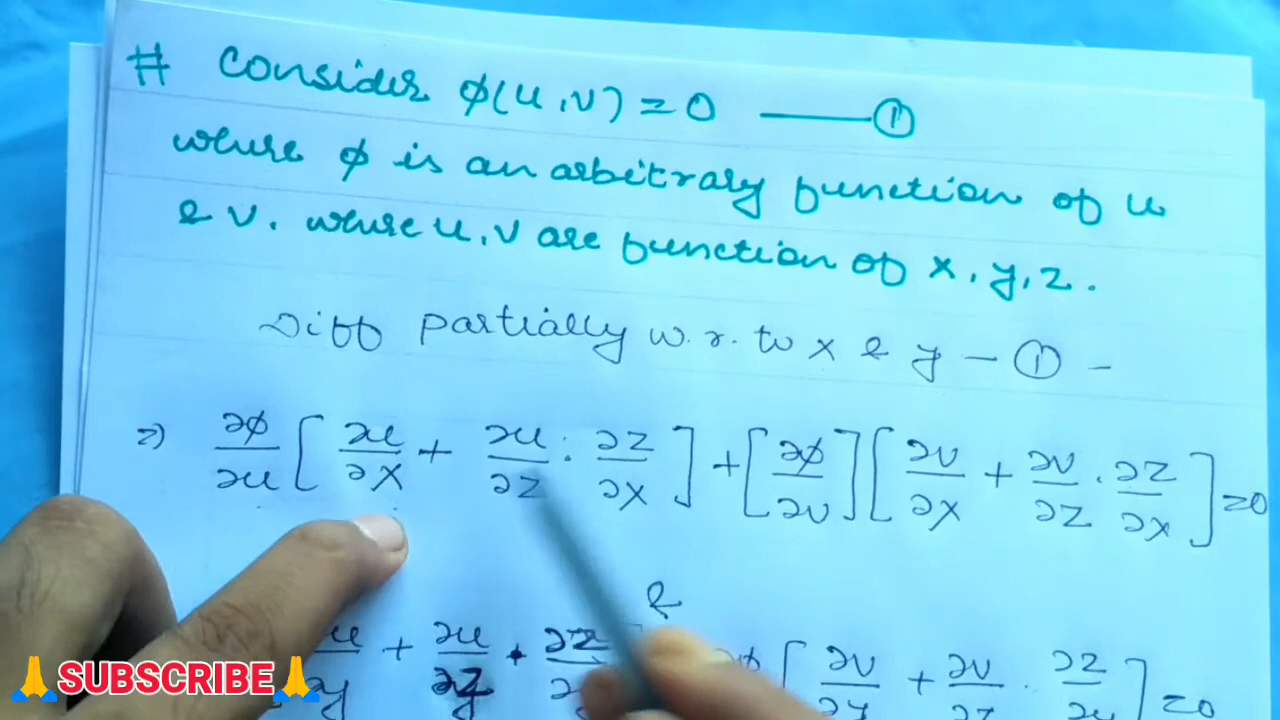 # Consider ϕ(u,v) = 0 —— ①
where ϕ is an arbitrary function of u
& v. where u,v are function of x,y,z.
Diff partially w.r. to x & y - ① -
=> ∂ϕ/∂u [∂u/∂x + ∂u/∂z · ∂z/∂x] + [∂ϕ/∂v] [∂v/∂x + ∂v/∂z · ∂z/∂x] = 0
&
+ ∂u/∂z · ∂z [∂v/∂y + ∂v/∂z · ∂z/∂y] = 0
🙏SUBSCRIBE🙏